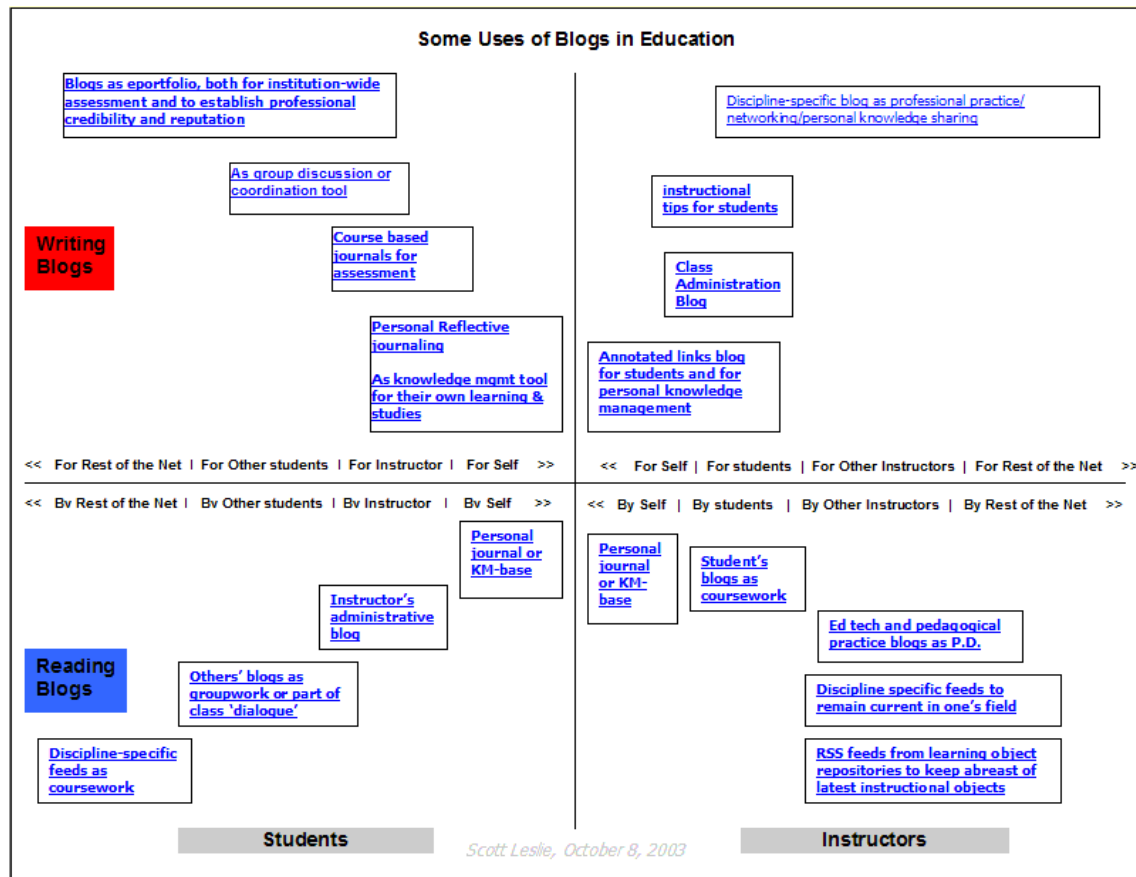 Some Uses of Blogs in Education
Blogs as eportfolio, both for institution-wide
assessment and to establish professional
credibility and reputation
Discipline-specific blog as professional practice/
networking/personal knowledge sharing
As group discussion or
coordination tool
instructional
tips for students
Writing
Blogs
Course based
journals for
assessment
Class
Administration
Blog
Personal Reflective
journaling
As knowledge mgmt tool
for their own learning &
studies
Annotated links blog
for students and for
personal knowledge
management
<< For Rest of the Net | For Other students | For Instructor | For Self >>
<< For Self | For students | For Other Instructors | For Rest of the Net >>
<< By Rest of the Net | By Other students | By Instructor | By Self >>
<< By Self | By students | By Other Instructors | By Rest of the Net >>
Personal
journal or
KM-base
Personal
journal
or KM-
base
Student's
blogs as
coursework
Instructor's
administrative
blog
Ed tech and pedagogical
practice blogs as P.D.
Reading
Blogs
Others' blogs as
groupwork or part of
class 'dialogue'
Discipline specific feeds to
remain current in one's field
Discipline-specific
feeds as
coursework
RSS feeds from learning object
repositories to keep abreast of
latest instructional objects
Students
Scott Leslie, October 8, 2003
Instructors